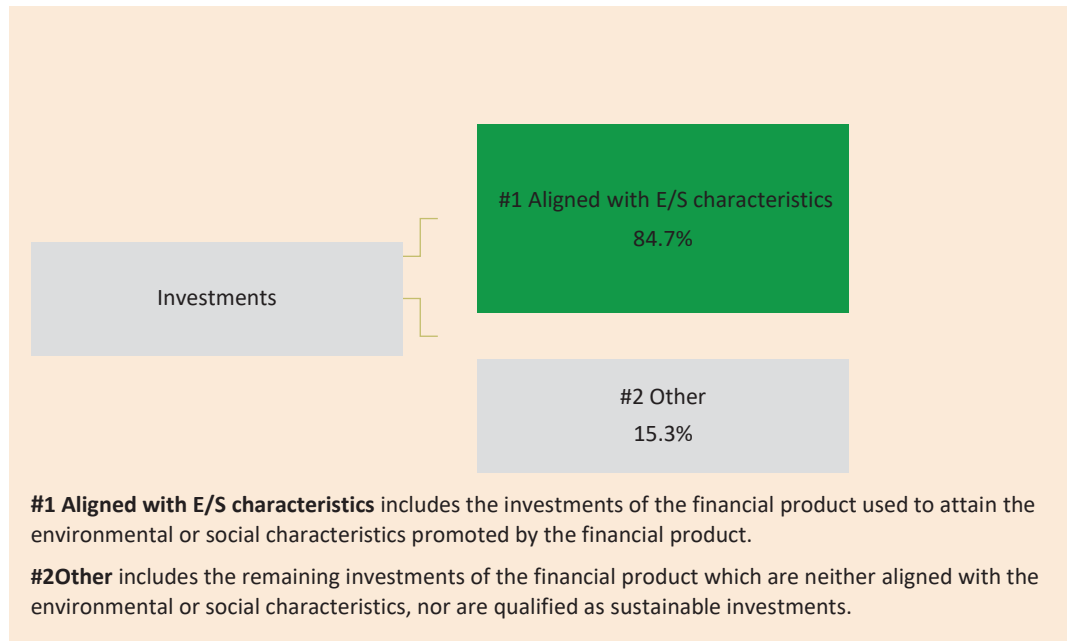 #1 Aligned with E/S characteristics
84.7%
Investments
#2 Other
15.3%
#1 Aligned with E/S characteristics includes the investments of the financial product used to attain the
environmental or social characteristics promoted by the financial product.
#2Other includes the remaining investments of the financial product which are neither aligned with the
environmental or social characteristics, nor are qualified as sustainable investments.